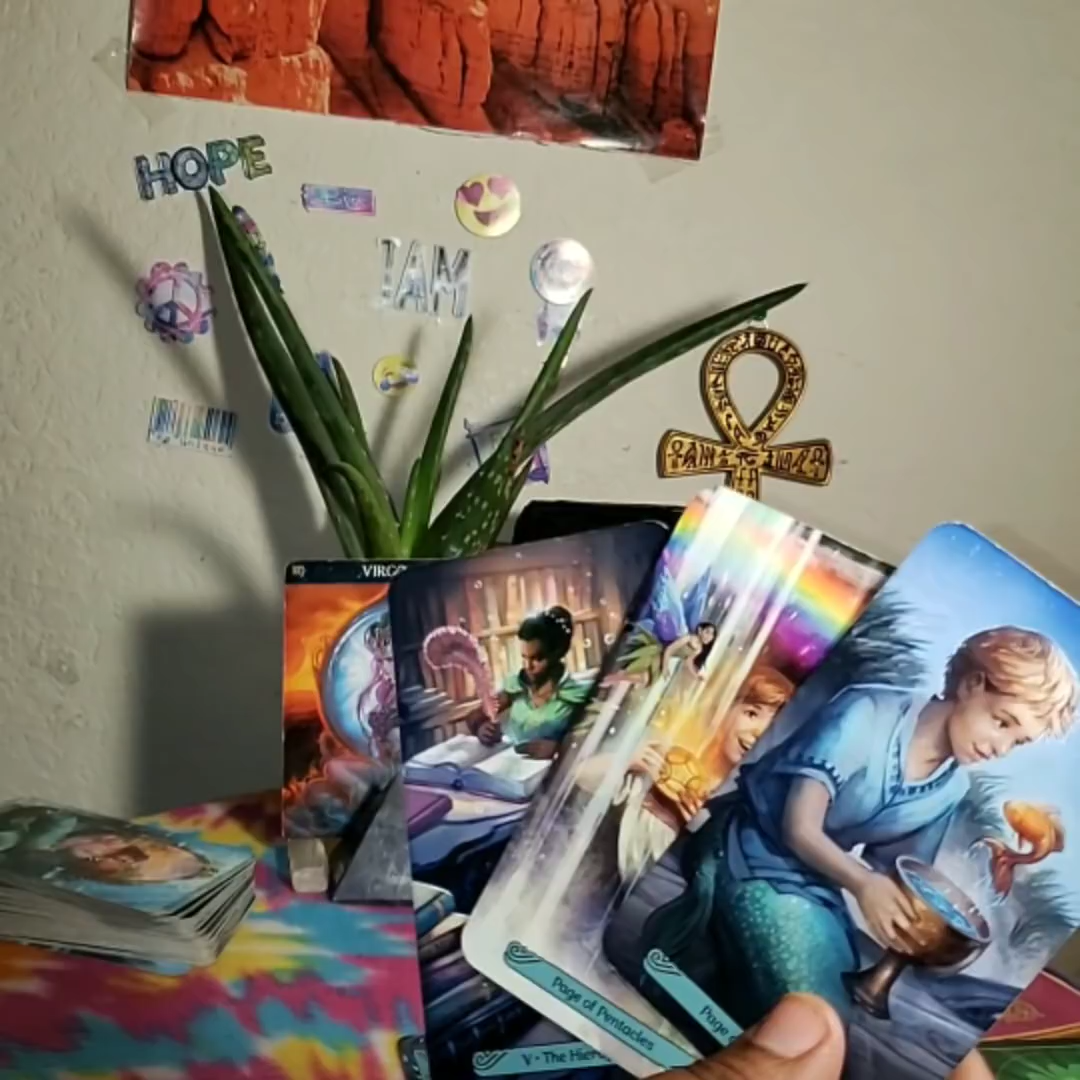 HOPE
I AM
VIRGO
Page of Pentacles
Page
V • The Hiero